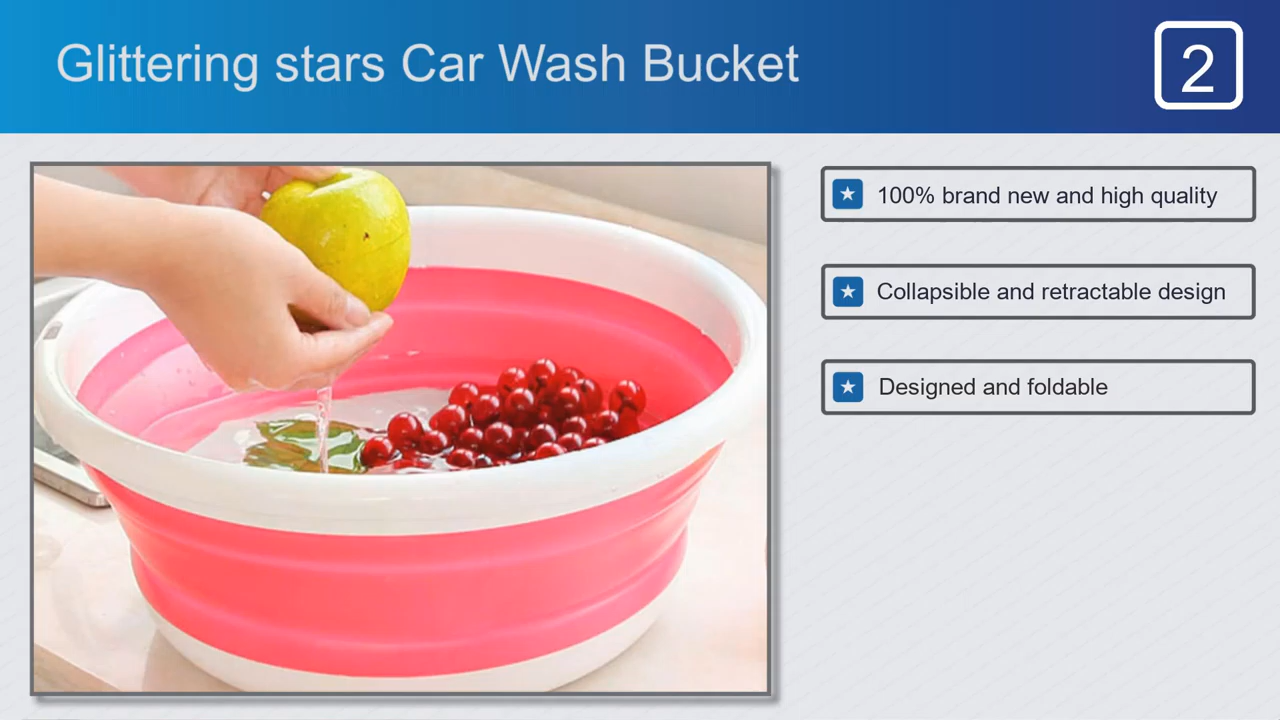 Glittering stars Car Wash Bucket
2
100% brand new and high quality
Collapsible and retractable design
Designed and foldable